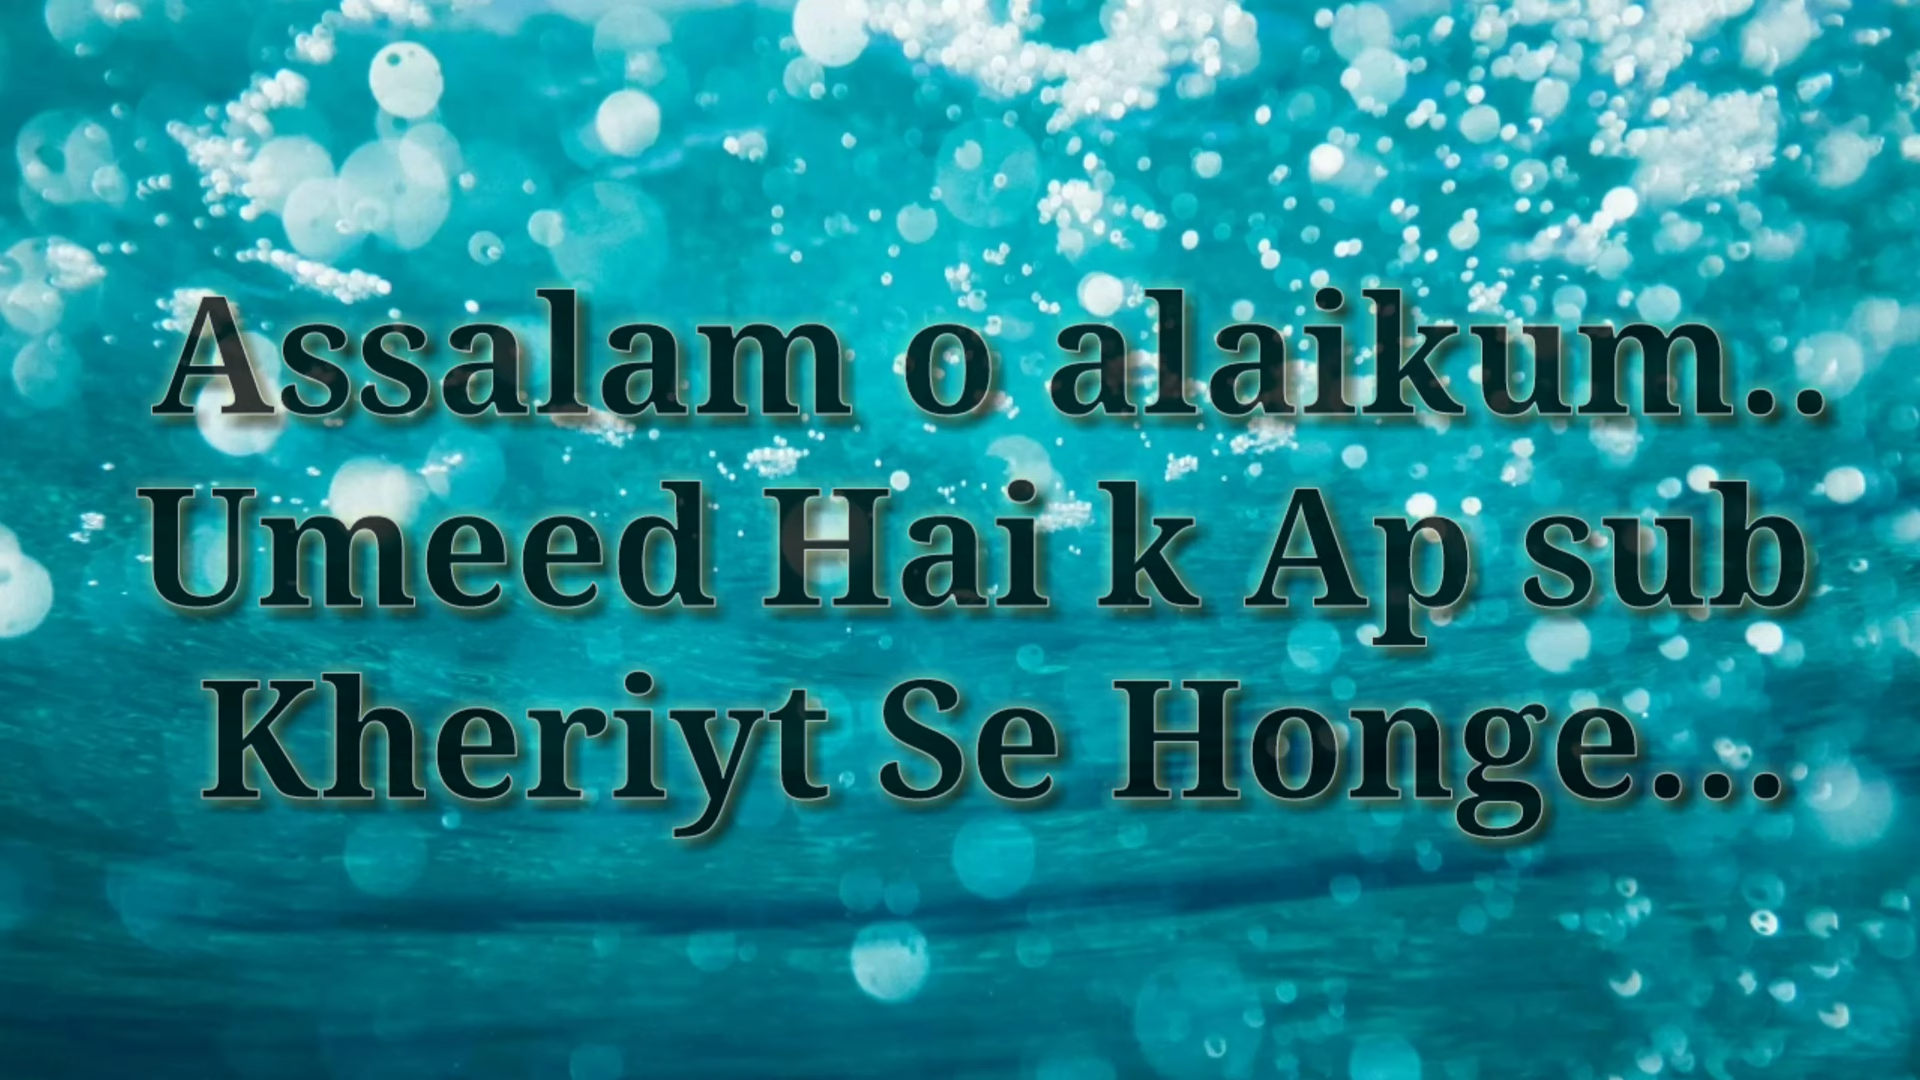 Assalam o alaikum..
Umeed Hai k Ap sub
Kheriyt Se Honge...